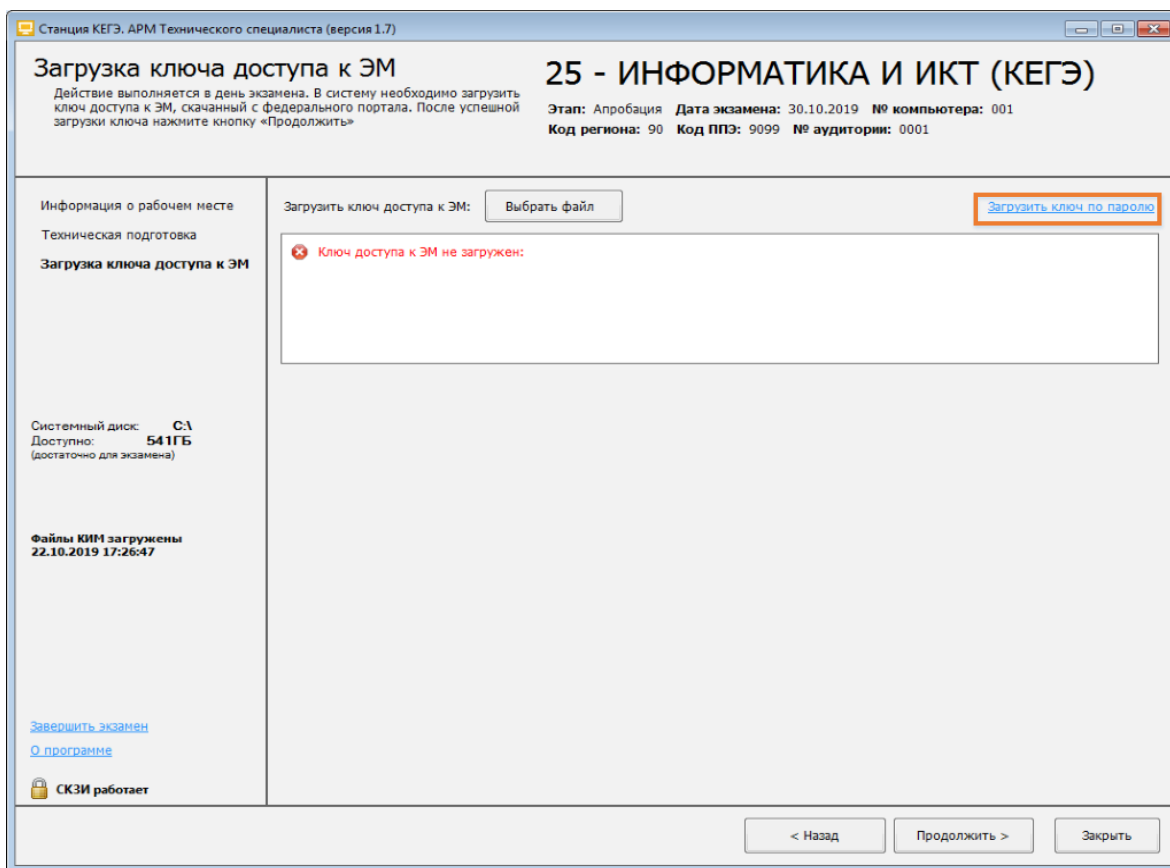 Станция КЕГЭ. АРМ Технического специалиста (версия 1.7)
Загрузка ключа доступа к ЭМ
Действие выполняется в день экзамена. В систему необходимо загрузить
ключ доступа к ЭМ, скачанный с федерального портала. После успешной
загрузки ключа нажмите кнопку «Продолжить»
25 - ИНФОРМАТИКА И ИКТ (КЕГЭ)
Этап: Апробация Дата экзамена: 30.10.2019 № компьютера: 001
Код региона: 90 Код ППЭ: 9099 № аудитории: 0001
Информация о рабочем месте
Техническая подготовка
Загрузка ключа доступа к ЭМ
Системный диск: C:\
Доступно: 541ГБ
(достаточно для экзамена)
Файлы КИМ загружены
22.10.2019 17:26:47
Завершить экзамен
О программе
СКЗИ работает
Загрузить ключ доступа к ЭМ: Выбрать файл Загрузить ключ по паролю
Ключ доступа к ЭМ не загружен:
< Назад Продолжить > Закрыть